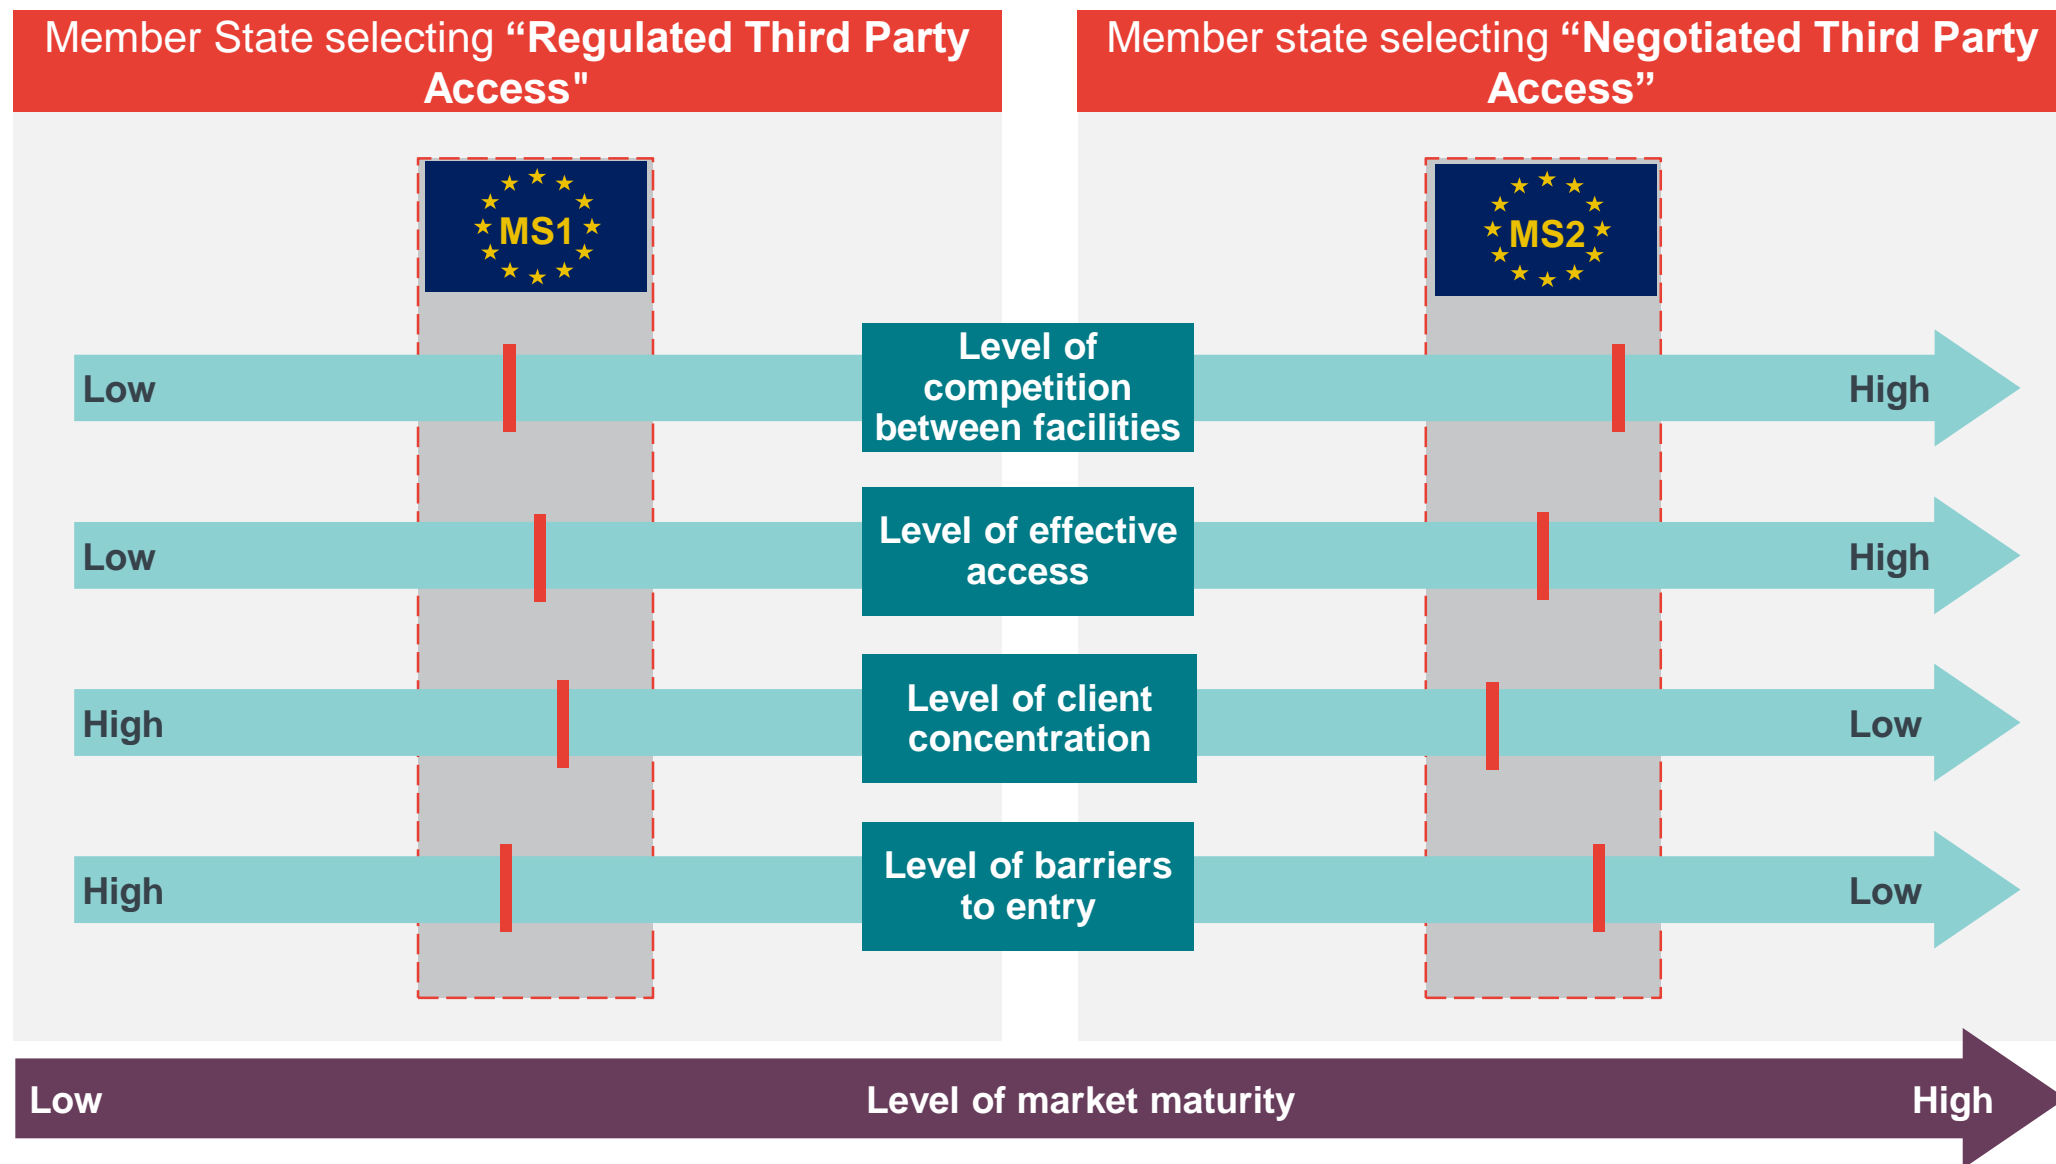 Member State selecting “Regulated Third Party
Access"
Member state selecting “Negotiated Third Party
Access”
MS1
MS2
Low
Level of
competition
between facilities
High
Low
Level of effective
access
High
High
Level of client
concentration
Low
High
Level of barriers
to entry
Low
Low
Level of market maturity
High